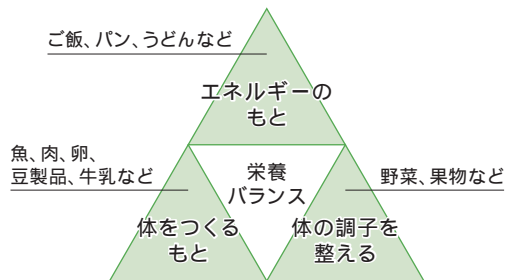 ご飯、パン、うどんなど
エネルギーの
もと
魚、肉、卵、
豆製品、牛乳など
栄養
バランス
野菜、果物など
体をつくる
もと
体の調子を
整える